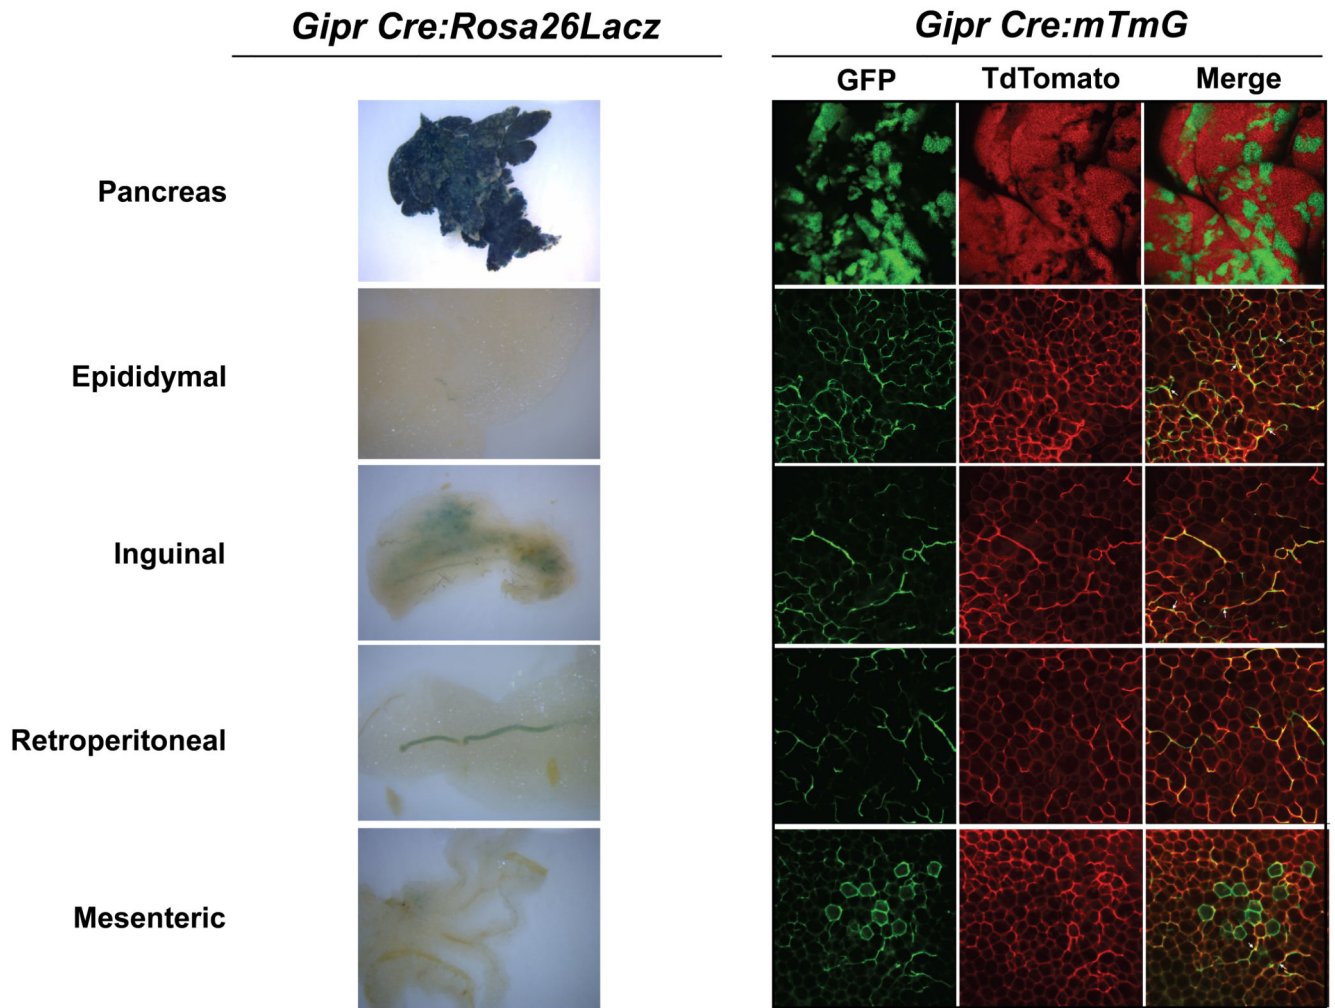 Gipr Cre:Rosa26Lacz
Gipr Cre:mTmG
GFP
TdTomato
Merge
Pancreas
Epididymal
Inguinal
Retroperitoneal
Mesenteric